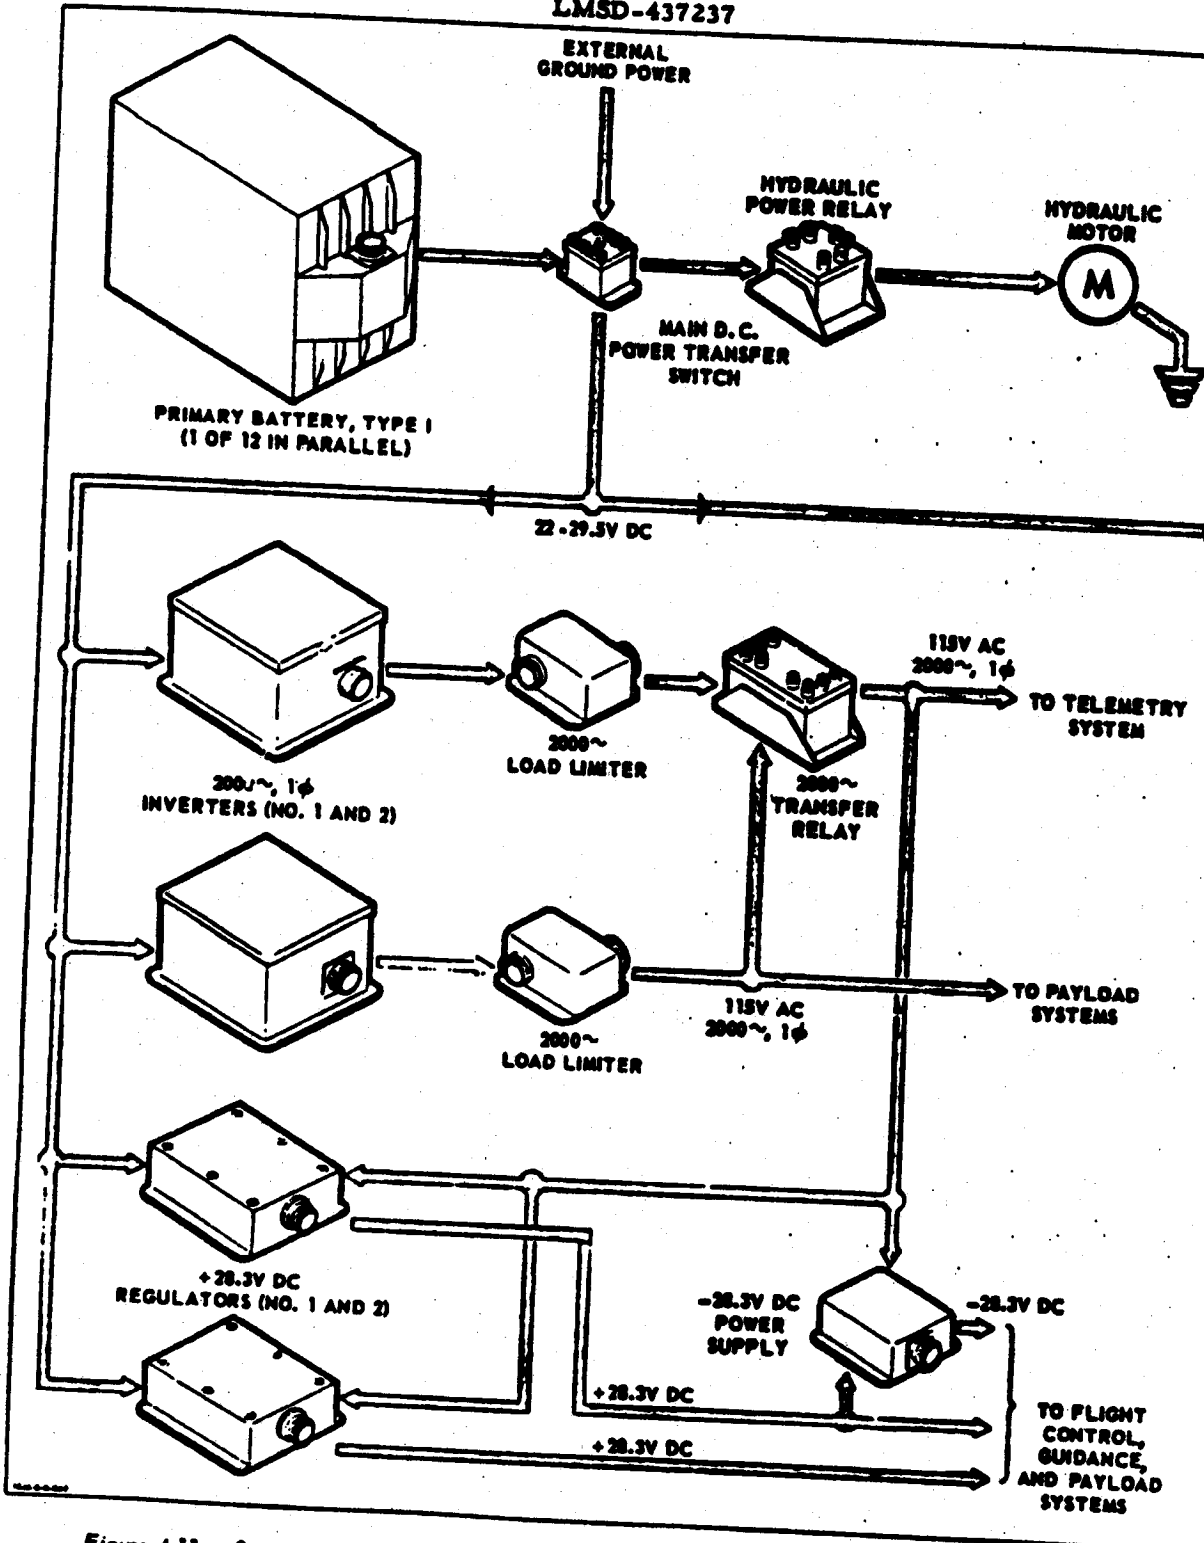 LMSD-437237
EXTERNAL
GROUND POWER
HYDRAULIC
POWER RELAY
HYDRAULIC
MOTOR
M
MAIN D.C.
POWER TRANSFER
SWITCH
PRIMARY BATTERY, TYPE I
(1 OF 12 IN PARALLEL)
22-29.5V DC
115V AC
2000~, 1ϕ
TO TELEMETRY
SYSTEM
2000~
LOAD LIMITER
2000~
TRANSFER
RELAY
2000~, 1ϕ
INVERTERS (NO. 1 AND 2)
TO PAYLOAD
SYSTEMS
115V AC
2000~, 1ϕ
2000~
LOAD LIMITER
+28.3V DC
REGULATORS (NO. 1 AND 2)
-28.3V DC
POWER
SUPPLY
-28.3V DC
+28.3V DC
+28.3V DC
TO FLIGHT
CONTROL,
GUIDANCE,
AND PAYLOAD
SYSTEMS
Figure